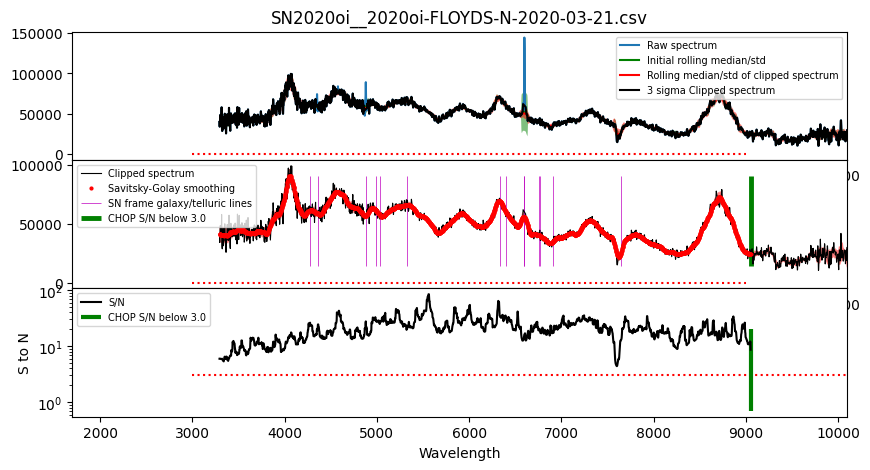 SN2020oi__2020oi-FLOYDS-N-2020-03-21.csv
150000
100000
50000
0
Raw spectrum
Initial rolling median/std
Rolling median/std of clipped spectrum
3 sigma Clipped spectrum
100000
50000
0
Clipped spectrum
Savitsky-Golay smoothing
SN frame galaxy/telluric lines
CHOP S/N below 3.0
00
S to N
10²
10¹
10⁰
S/N
CHOP S/N below 3.0
00
2000 3000 4000 5000 6000 7000 8000 9000 10000
Wavelength